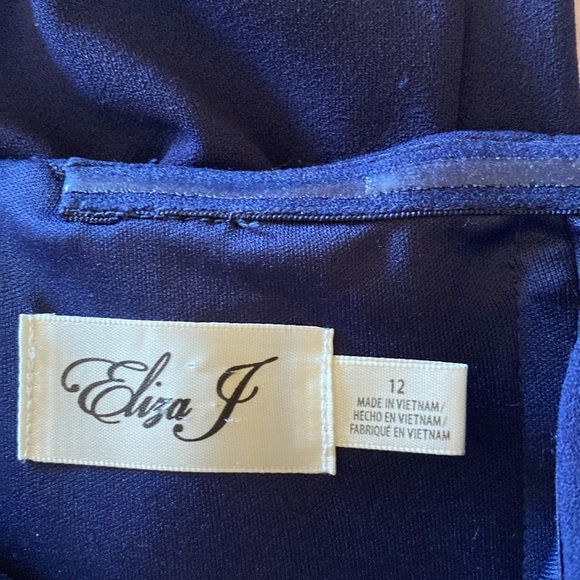 Eliza J
12
MADE IN VIETNAM/
HECHO EN VIETNAM/
FABRIQUÉ EN VIETNAM